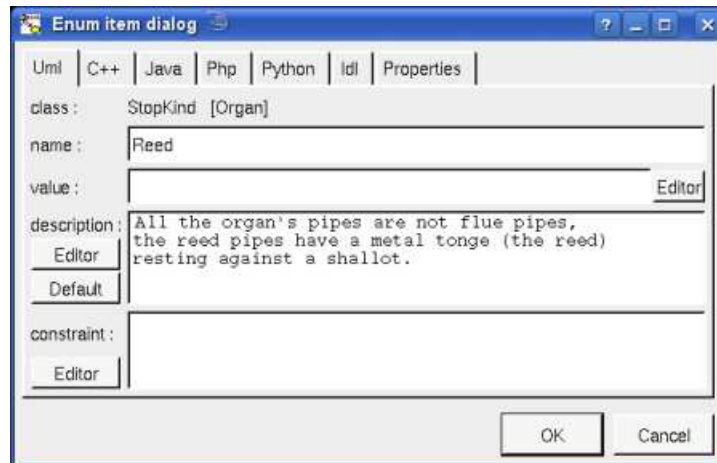 Enum item dialog
Uml C++ Java Php Python Idl Properties
class : StopKind [Organ]
name : Reed
value : Editor
description : All the organ's pipes are not flue pipes,
the reed pipes have a metal tonge (the reed)
Editor
resting against a shallot.
Default
constraint :
Editor
OK Cancel